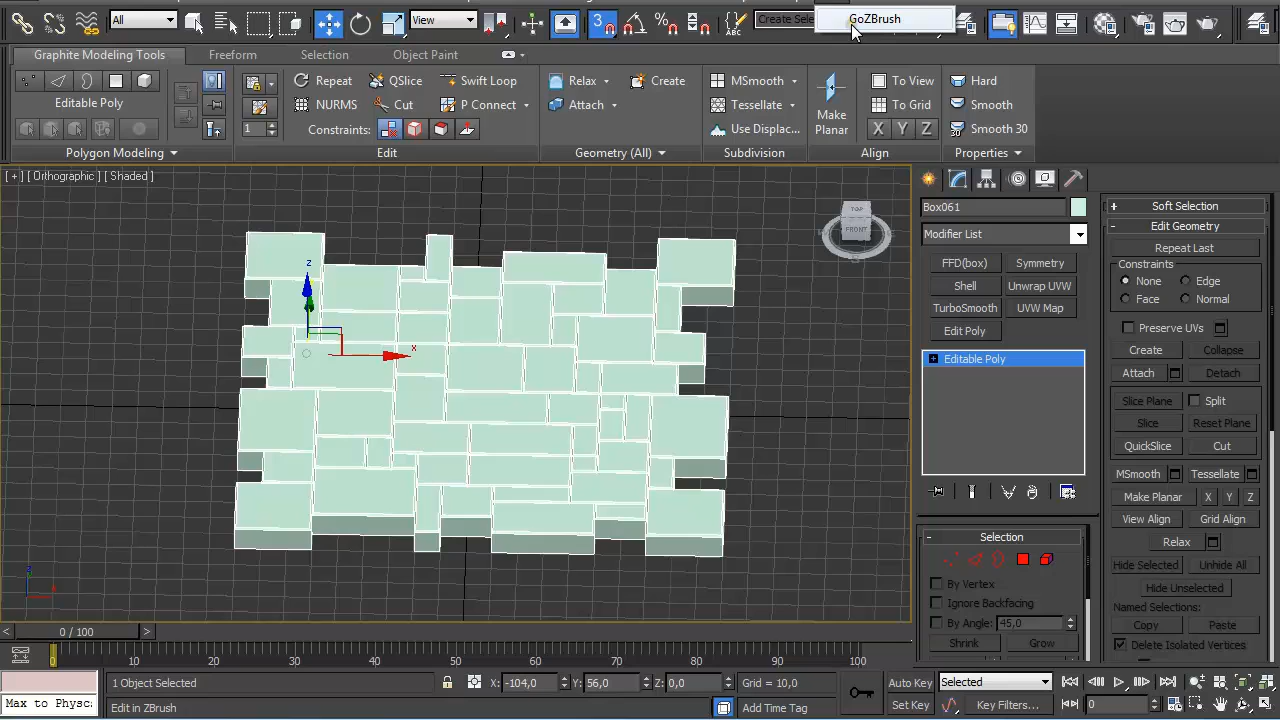 GoZBrush
All
View
3
Create Sele
Graphite Modeling Tools
Freeform
Selection
Object Paint
Repeat
QSlice
Swift Loop
Relax
Create
MSmooth
To View
Hard
Editable Poly
NURMS
Cut
P Connect
Attach
Tessellate
Make
Planar
To Grid
Smooth
1
Constraints:
Use Displac...
X Y Z
Smooth 30
Polygon Modeling
Edit
Geometry (All)
Subdivision
Align
Properties
[ + ] [ Orthographic ] [ Shaded ]
TOP
FRONT
z
x
Box061
Modifier List
FFD(box)
Symmetry
Shell
Unwrap UVW
TurboSmooth
UVW Map
Edit Poly
Editable Poly
Selection
By Vertex
Ignore Backfacing
By Angle: 45,0
Shrink
Grow
+ Soft Selection
- Edit Geometry
Repeat Last
Constraints
None
Edge
Face
Normal
Preserve UVs
Create
Collapse
Attach
Detach
Slice Plane
Split
Slice
Reset Plane
QuickSlice
Cut
MSmooth
Tessellate
Make Planar
X Y Z
View Align
Grid Align
Relax
Hide Selected
Unhide All
Hide Unselected
Named Selections:
Copy
Paste
Delete Isolated Vertices
< 0 / 100 >
0 10 20 30 40 50 60 70 80 90 100
1 Object Selected
X: -104,0
Y: 56,0
Z: 0,0
Grid = 10,0
Auto Key
Selected
Max to Physc
Edit in ZBrush
Add Time Tag
Set Key
Key Filters...
0